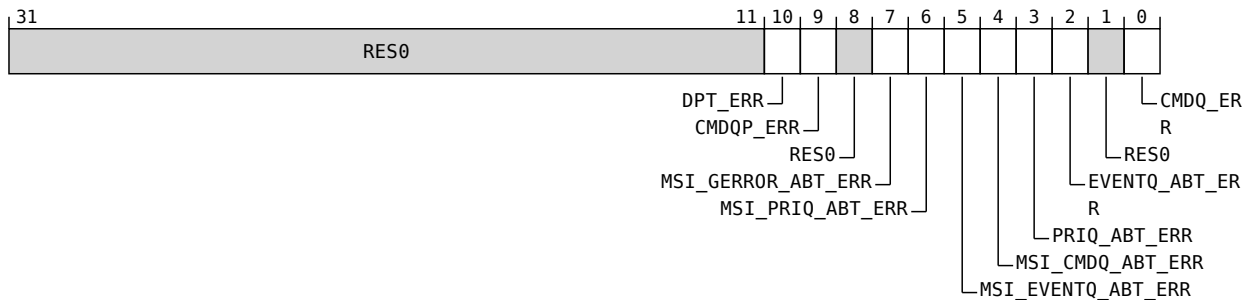 31 11 10 9 8 7 6 5 4 3 2 1 0
RES0
DPT_ERR CMDQ_ER
CMDQP_ERR R
RES0 RES0
MSI_GERROR_ABT_ERR EVENTQ_ABT_ER
MSI_PRIQ_ABT_ERR R
PRIQ_ABT_ERR
MSI_CMDQ_ABT_ERR
MSI_EVENTQ_ABT_ERR